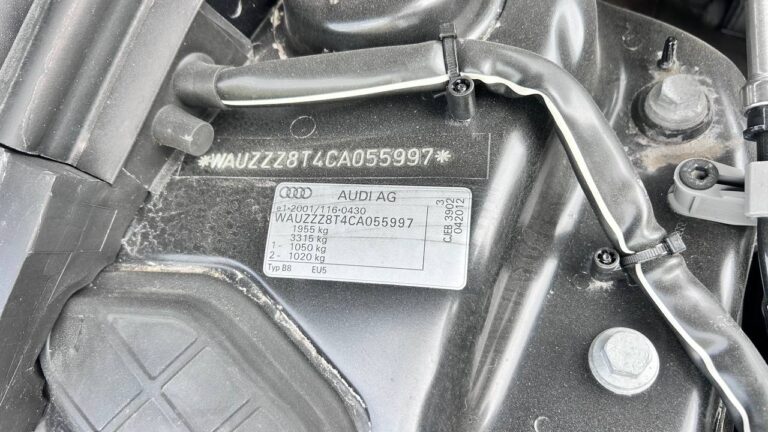 *WAUZZZ8T4CA055997*
AUDI AG
e1*2001/116*0430
WAUZZZ8T4CA055997
1955 kg
3315 kg
1 - 1050 kg
2 - 1020 kg
Typ B8 EU5
3
CJEB 3902
042012